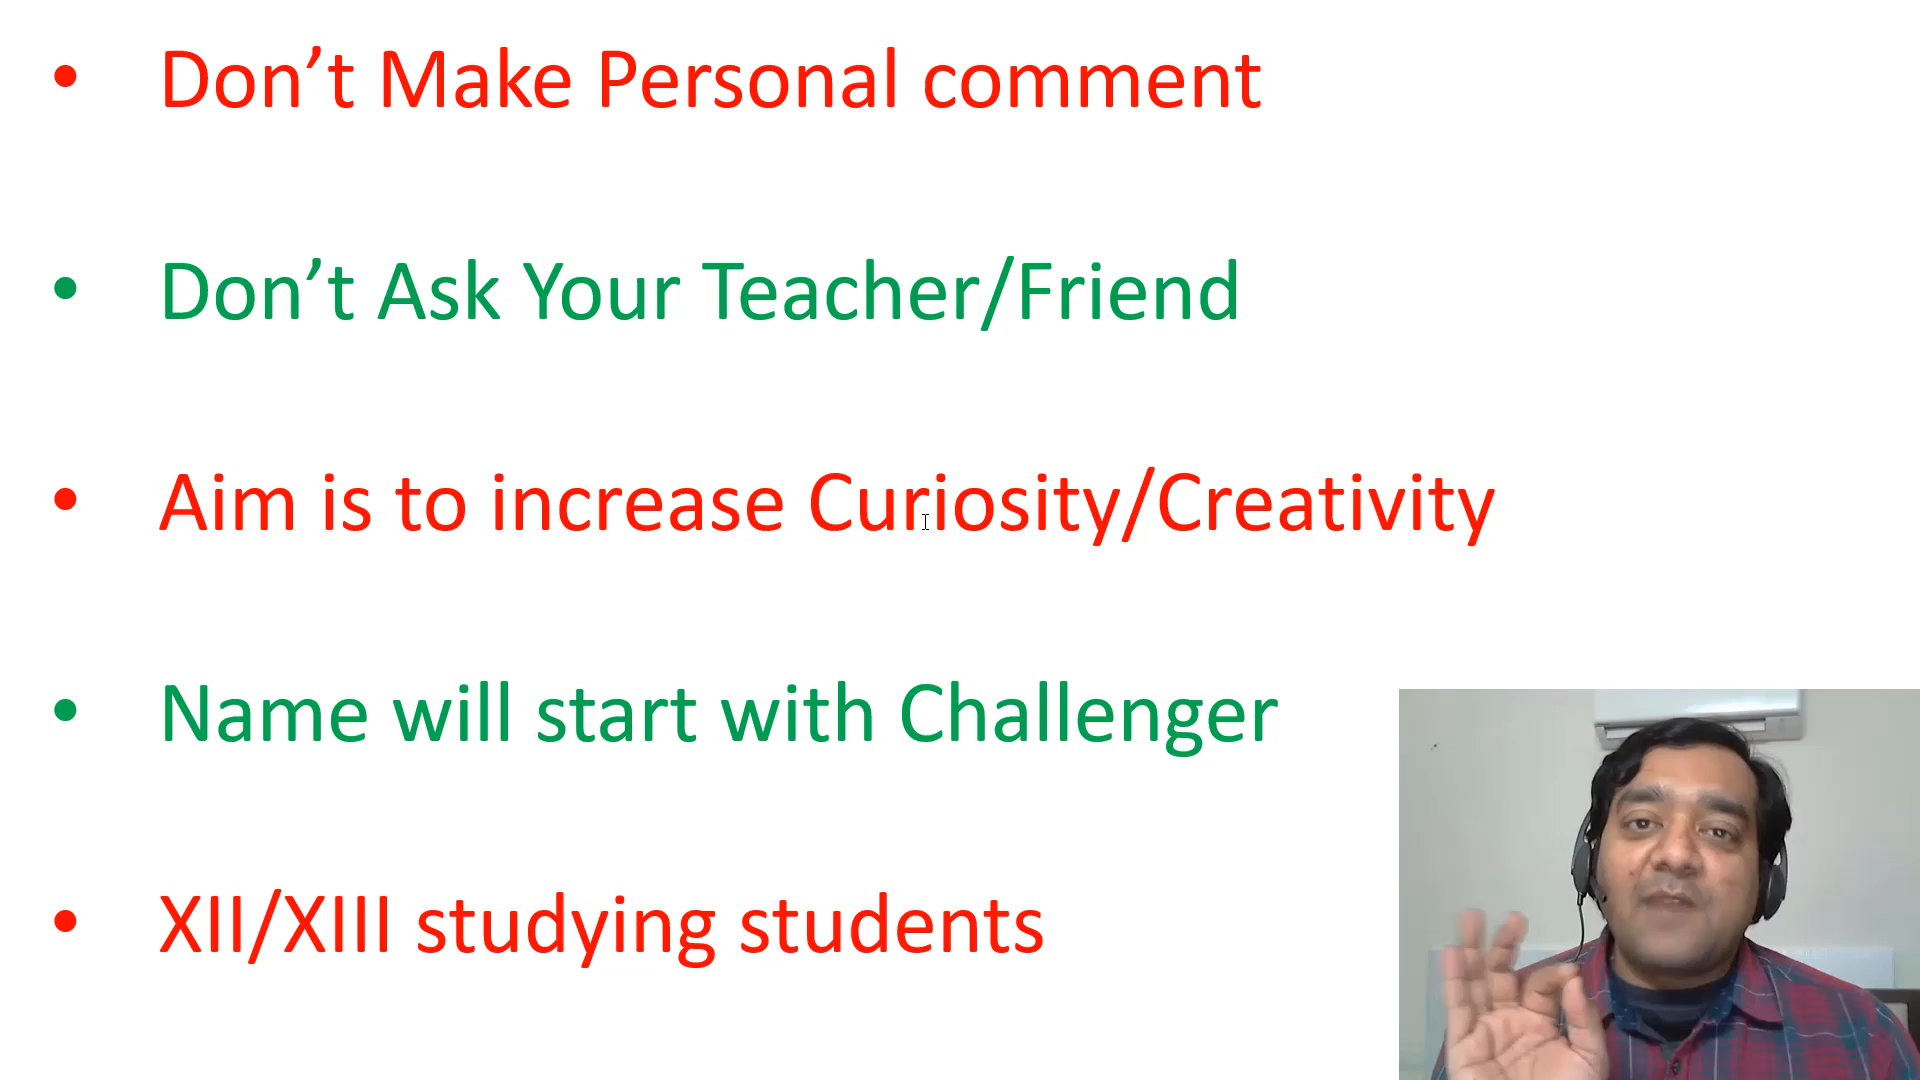 • Don’t Make Personal comment
• Don’t Ask Your Teacher/Friend
• Aim is to increase Curiosity/Creativity
• Name will start with Challenger
• XII/XIII studying students